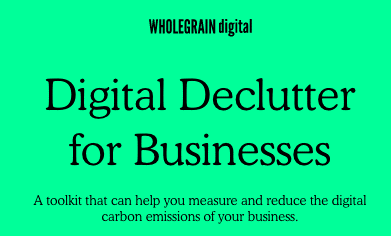 WHOLEGRAIN digital
Digital Declutter
for Businesses
A toolkit that can help you measure and reduce the digital
carbon emissions of your business.